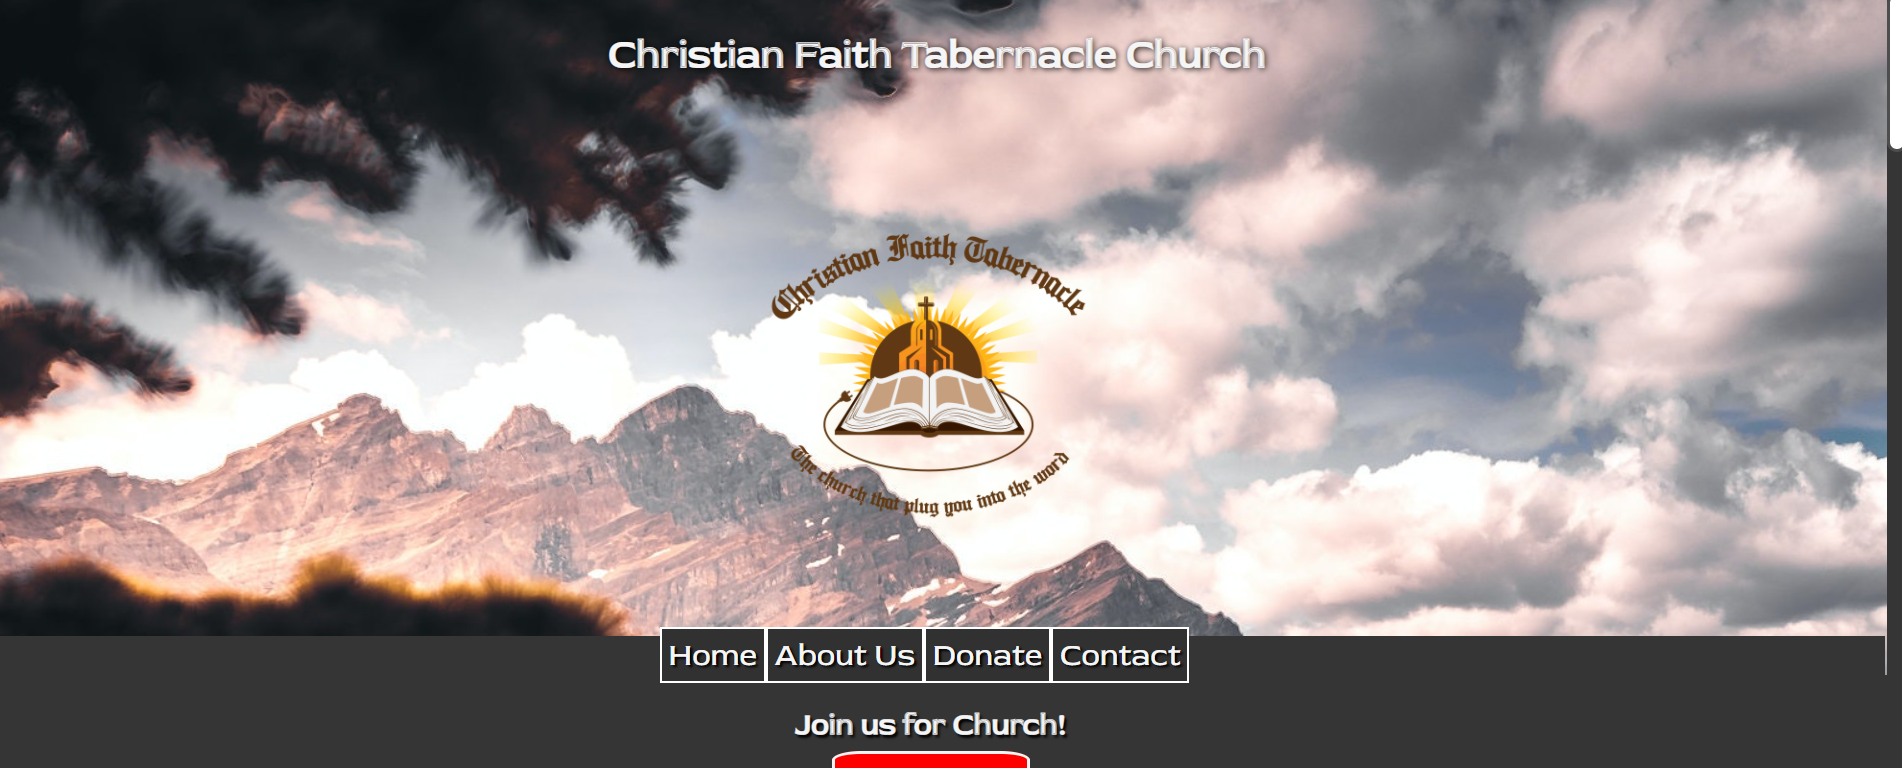 Christian Faith Tabernacle Church
Christian Faith Tabernacle
The church that plug you into the word
Home About Us Donate Contact
Join us for Church!